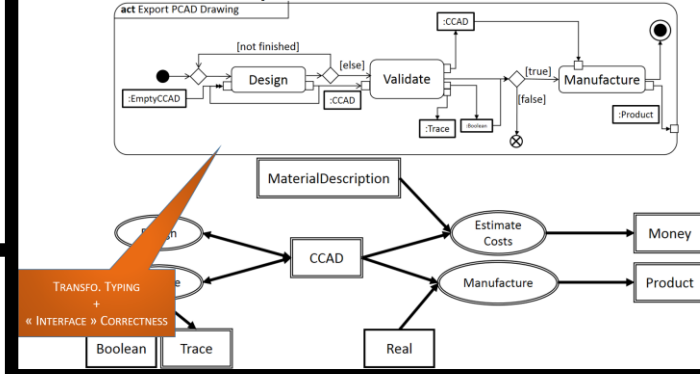 act Export PCAD Drawing
:CCAD
[not finished]
[else]
Design
Validate
[true]
Manufacture
:EmptyCCAD
:CCAD
[false]
:Trace
:Boolean
:Product
MaterialDescription
Estimate
Costs
Money
CCAD
Manufacture
Product
TRANSFO. TYPING
+
« INTERFACE » CORRECTNESS
Boolean
Trace
Real